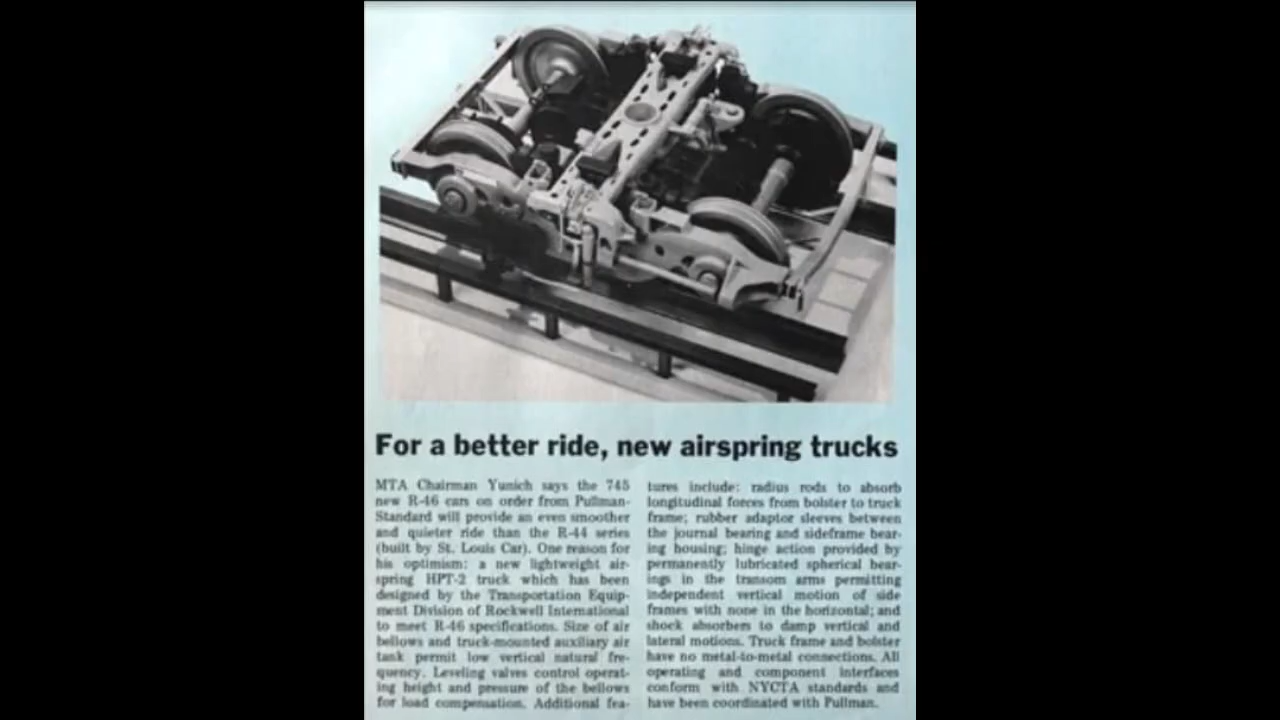 For a better ride, new airspring trucks
MTA Chairman Yunich says the 745
new R-46 cars on order from Pullman-
Standard will provide an even smoother
and quieter ride than the R-44 series
(built by St. Louis Car). One reason for
his optimism: a new lightweight air-
spring HPT-2 truck which has been
designed by the Transportation Equip-
ment Division of Rockwell International
to meet R-46 specifications. Size of air
bellows and truck-mounted auxiliary air
tank permit low vertical natural fre-
quency. Leveling valves control operat-
ing height and pressure of the bellows
for load compensation. Additional fea-
tures include: radius rods to absorb
longitudinal forces from bolster to truck
frame; rubber adaptor sleeves between
the journal bearing and sideframe bear-
ing housing; hinge action provided by
permanently lubricated spherical bear-
ings in the transom arms permitting
independent vertical motion of side
frames with none in the horizontal; and
shock absorbers to damp vertical and
lateral motions. Truck frame and bolster
have no metal-to-metal connections. All
operating and component interfaces
conform with NYCTA standards and
have been coordinated with Pullman.